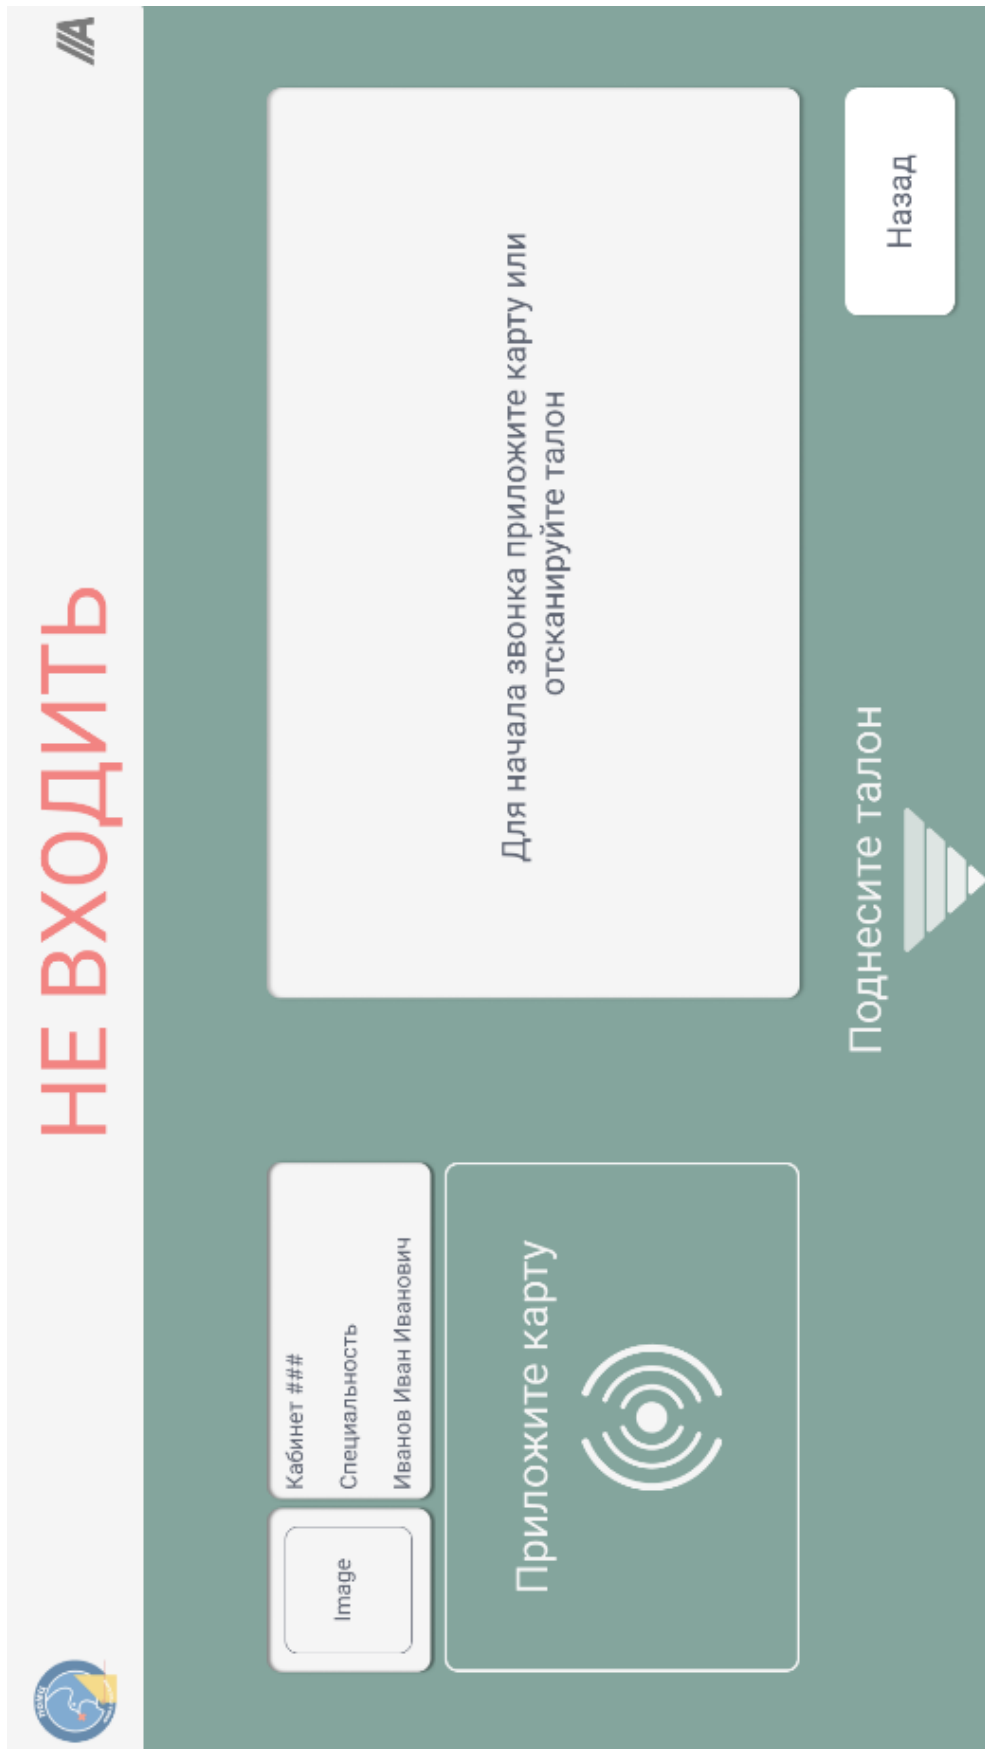 НЕ ВХОДИТЬ
Image
Кабинет ###
Специальность
Иванов Иван Иванович
Приложите карту
Для начала звонка приложите карту или
отсканируйте талон
Поднесите талон
Назад